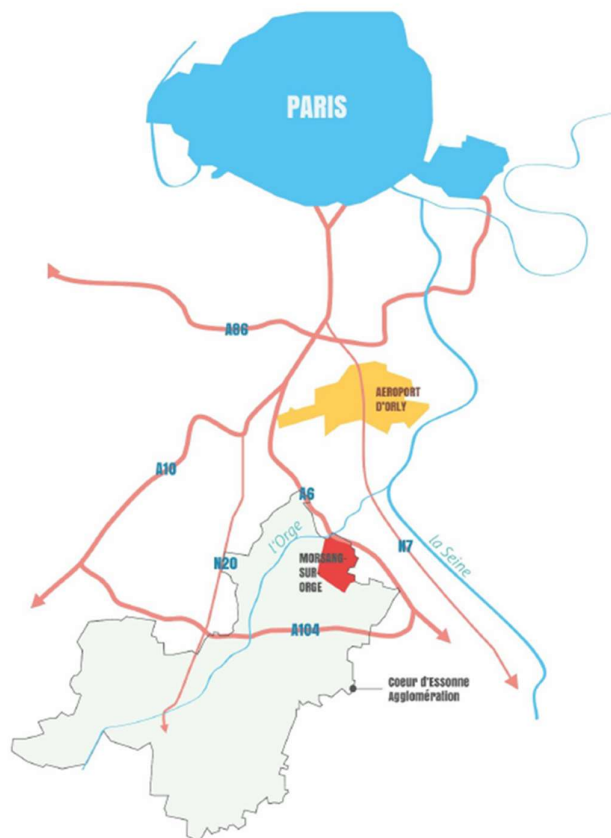 PARIS
A86
AEROPORT
D'ORLY
A10
A6
l'Orge
N7
la Seine
N20
MORSANG-
SUR-
ORGE
A104
Coeur d'Essonne
Agglomération